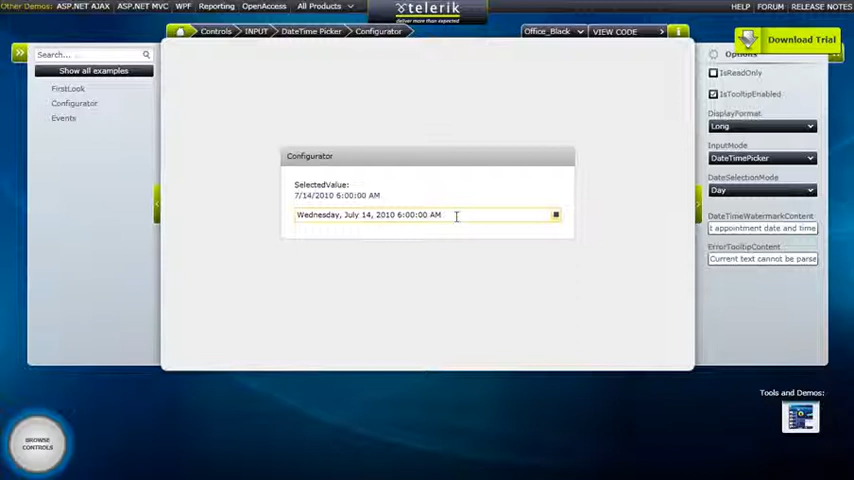 Other Demos: ASP.NET AJAX ASP.NET MVC WPF Reporting OpenAccess All Products
telerik
deliver more than expected
HELP FORUM RELEASE NOTES
Controls INPUT DateTime Picker Configurator
Office_Black VIEW CODE
Download Trial
Search...
Show all examples
FirstLook
Configurator
Events
Configurator
SelectedValue:
7/14/2010 6:00:00 AM
Wednesday, July 14, 2010 6:00:00 AM
Options
IsReadOnly
IsTooltipEnabled
DisplayFormat
Long
InputMode
DateTimePicker
DateSelectionMode
Day
DateTimeWatermarkContent
t appointment date and time
ErrorTooltipContent
Current text cannot be parse
Tools and Demos:
BROWSE
CONTROLS